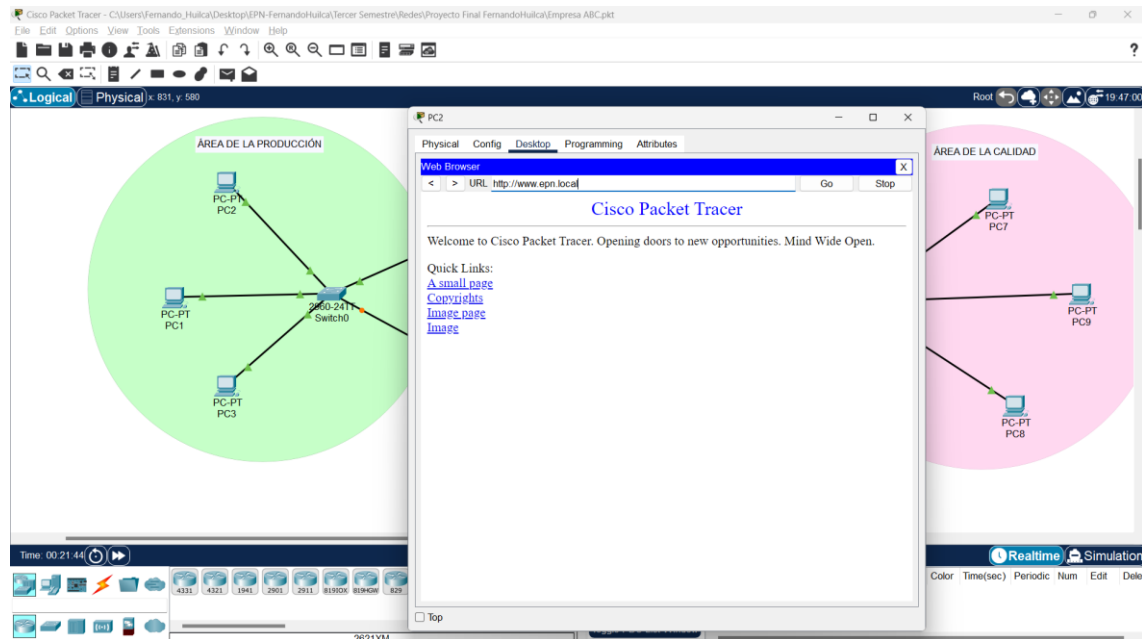 Cisco Packet Tracer - C:\Users\Fernando_Huilca\Desktop\EPN-FernandoHuilca\Tercer Semestre\Redes\Proyecto Final FernandoHuilca\Empresa ABC.pkt
File Edit Options View Tools Extensions Window Help
?
Logical Physical x: 831, y: 580 Root 19:47:00
PC2
Physical Config Desktop Programming Attributes
Web Browser X
< > URL http://www.epn.local Go Stop
Cisco Packet Tracer
Welcome to Cisco Packet Tracer. Opening doors to new opportunities. Mind Wide Open.
Quick Links:
A small page
Copyrights
Image page
Image
Top
ÁREA DE LA PRODUCCIÓN
PC-PT
PC2
PC-PT
PC1
2960-24TT
Switch0
PC-PT
PC3
ÁREA DE LA CALIDAD
PC-PT
PC7
PC-PT
PC9
PC-PT
PC8
Time: 00:21:44 Realtime Simulation
4331 4321 1941 2901 2911 819IOX 819HGW 829
Color Time(sec) Periodic Num Edit Dele